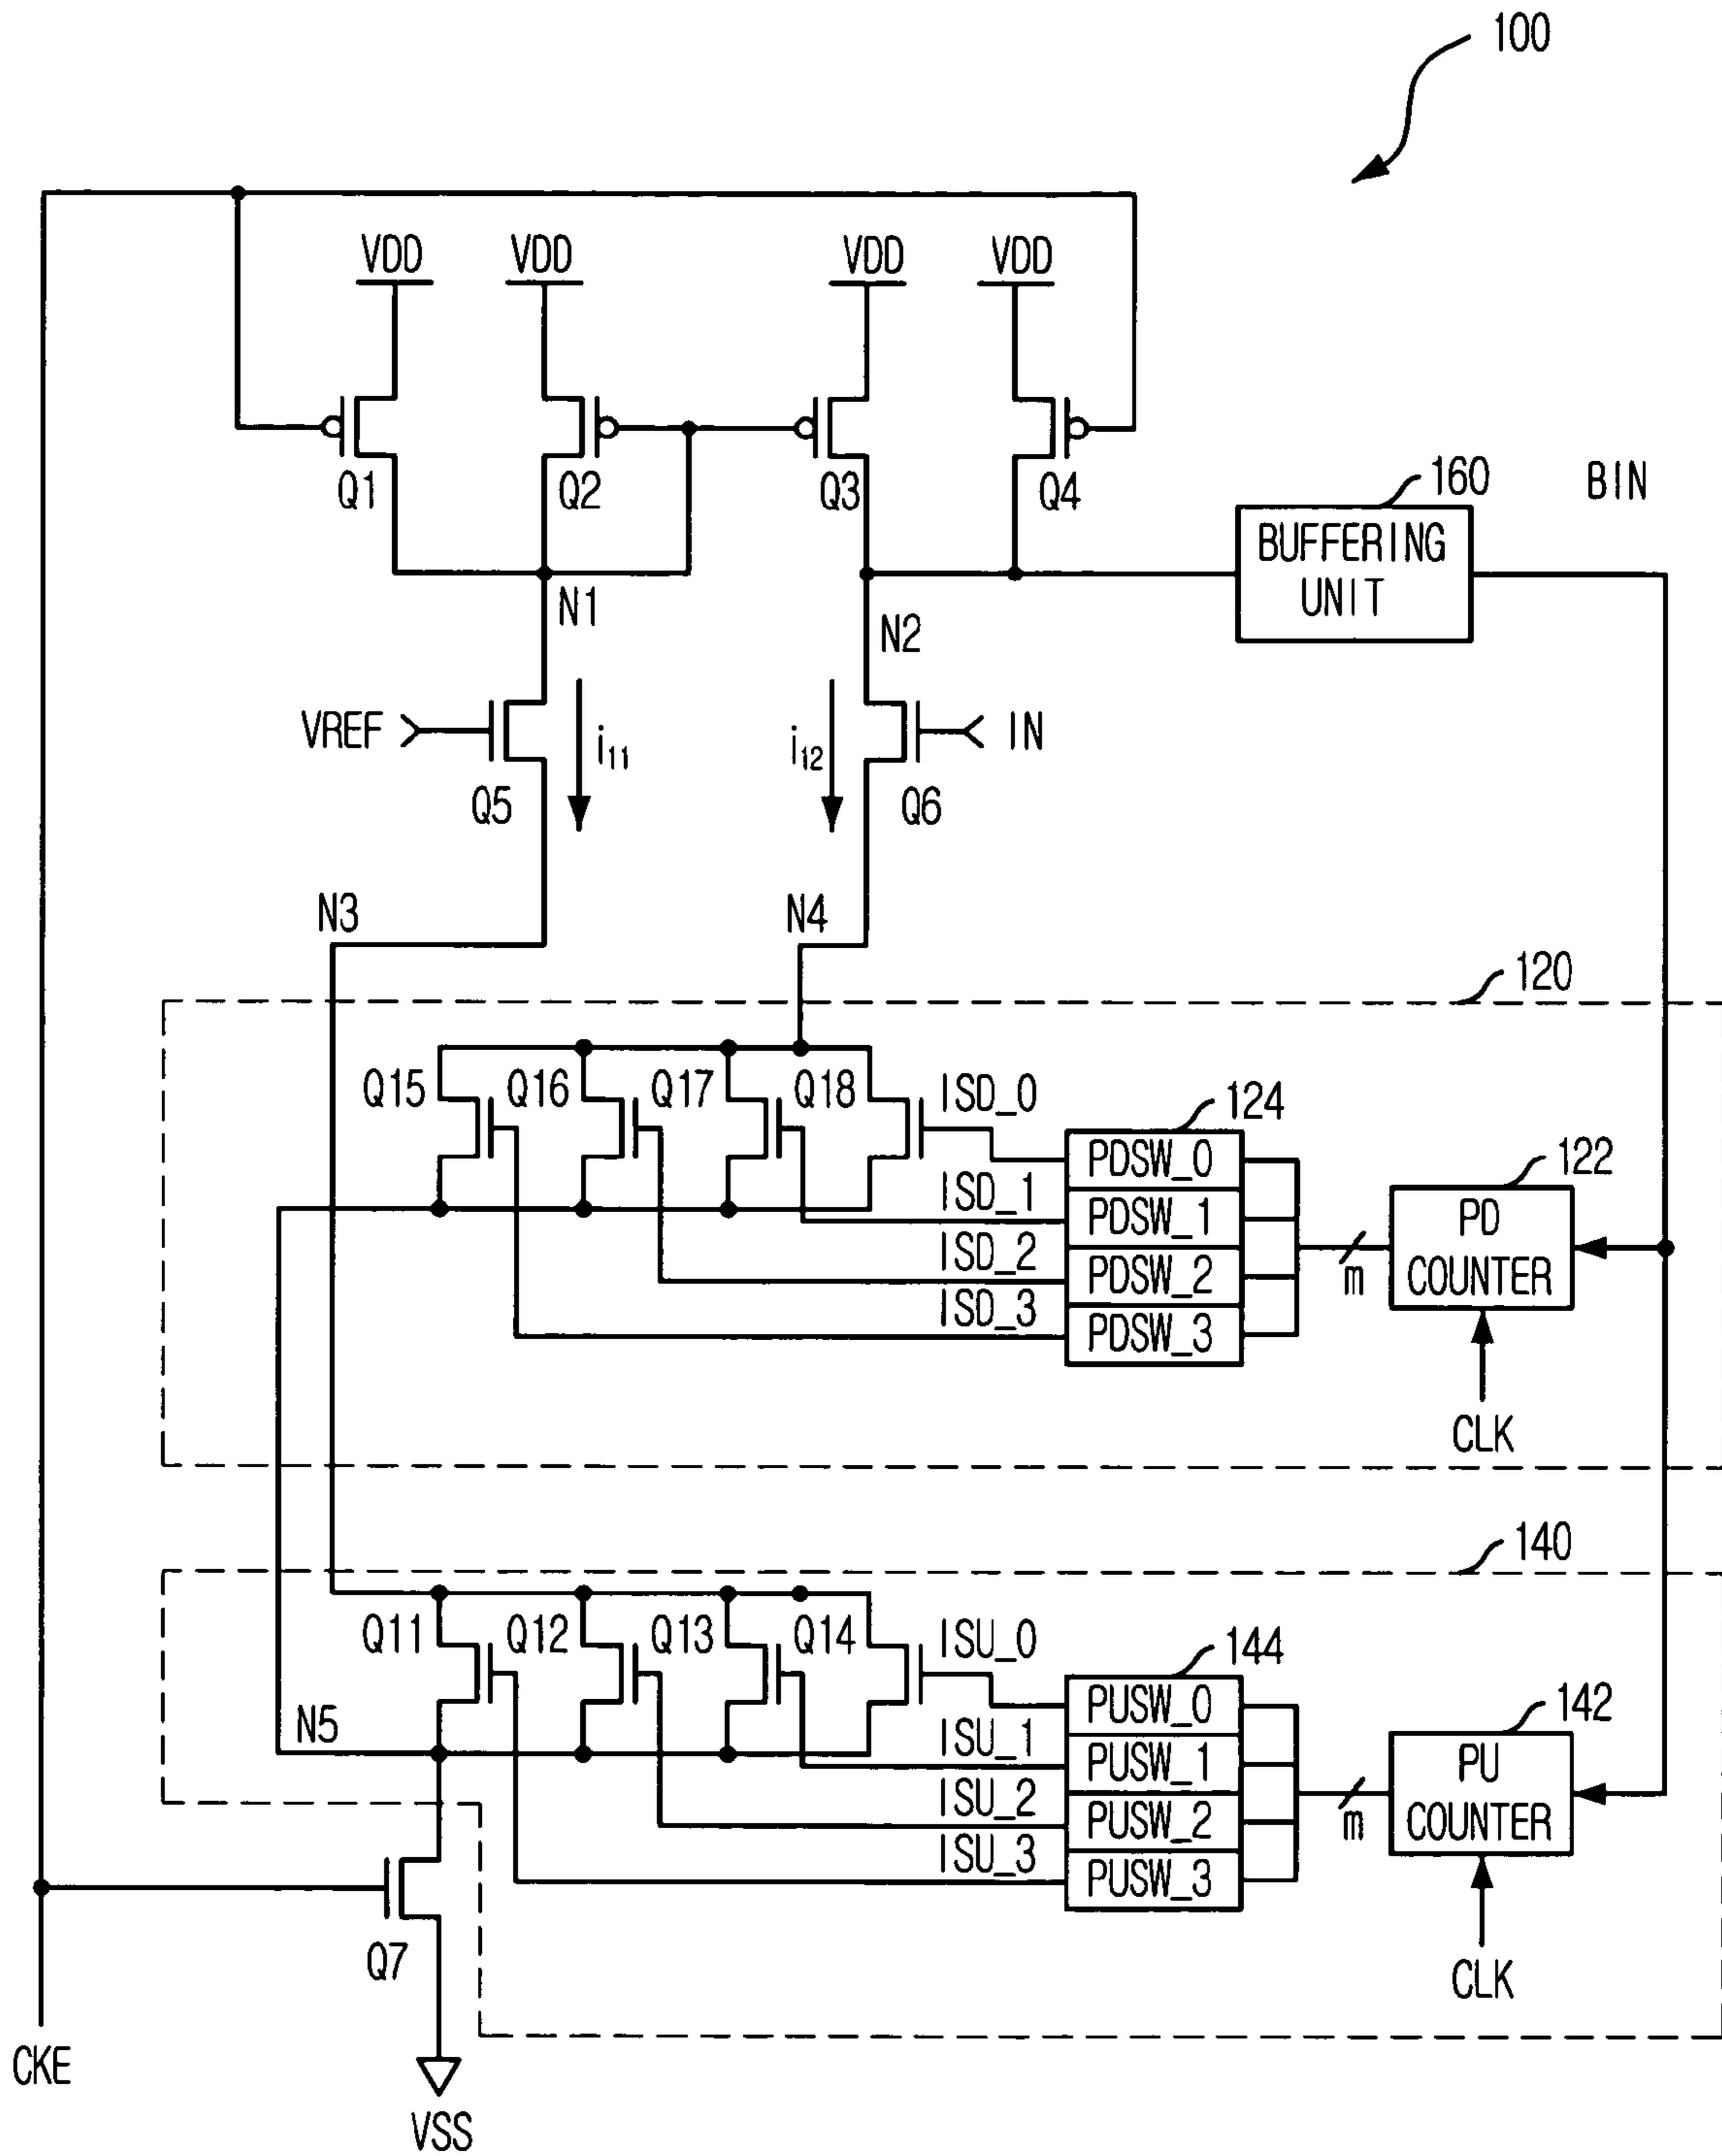 100
VDD VDD VDD VDD
Q1 Q2 Q3 Q4
160
BIN
BUFFERING
UNIT
N1
N2
VREF
i11
i12
IN
Q5
Q6
N3
N4
120
Q15 Q16 Q17 Q18
ISD_0
124
PDSW_0
122
ISD_1
PDSW_1
PD
COUNTER
m
ISD_2
PDSW_2
ISD_3
PDSW_3
CLK
140
Q11 Q12 Q13 Q14
ISU_0
144
PUSW_0
142
N5
ISU_1
PUSW_1
PU
COUNTER
m
ISU_2
PUSW_2
ISU_3
PUSW_3
Q7
CLK
CKE
VSS